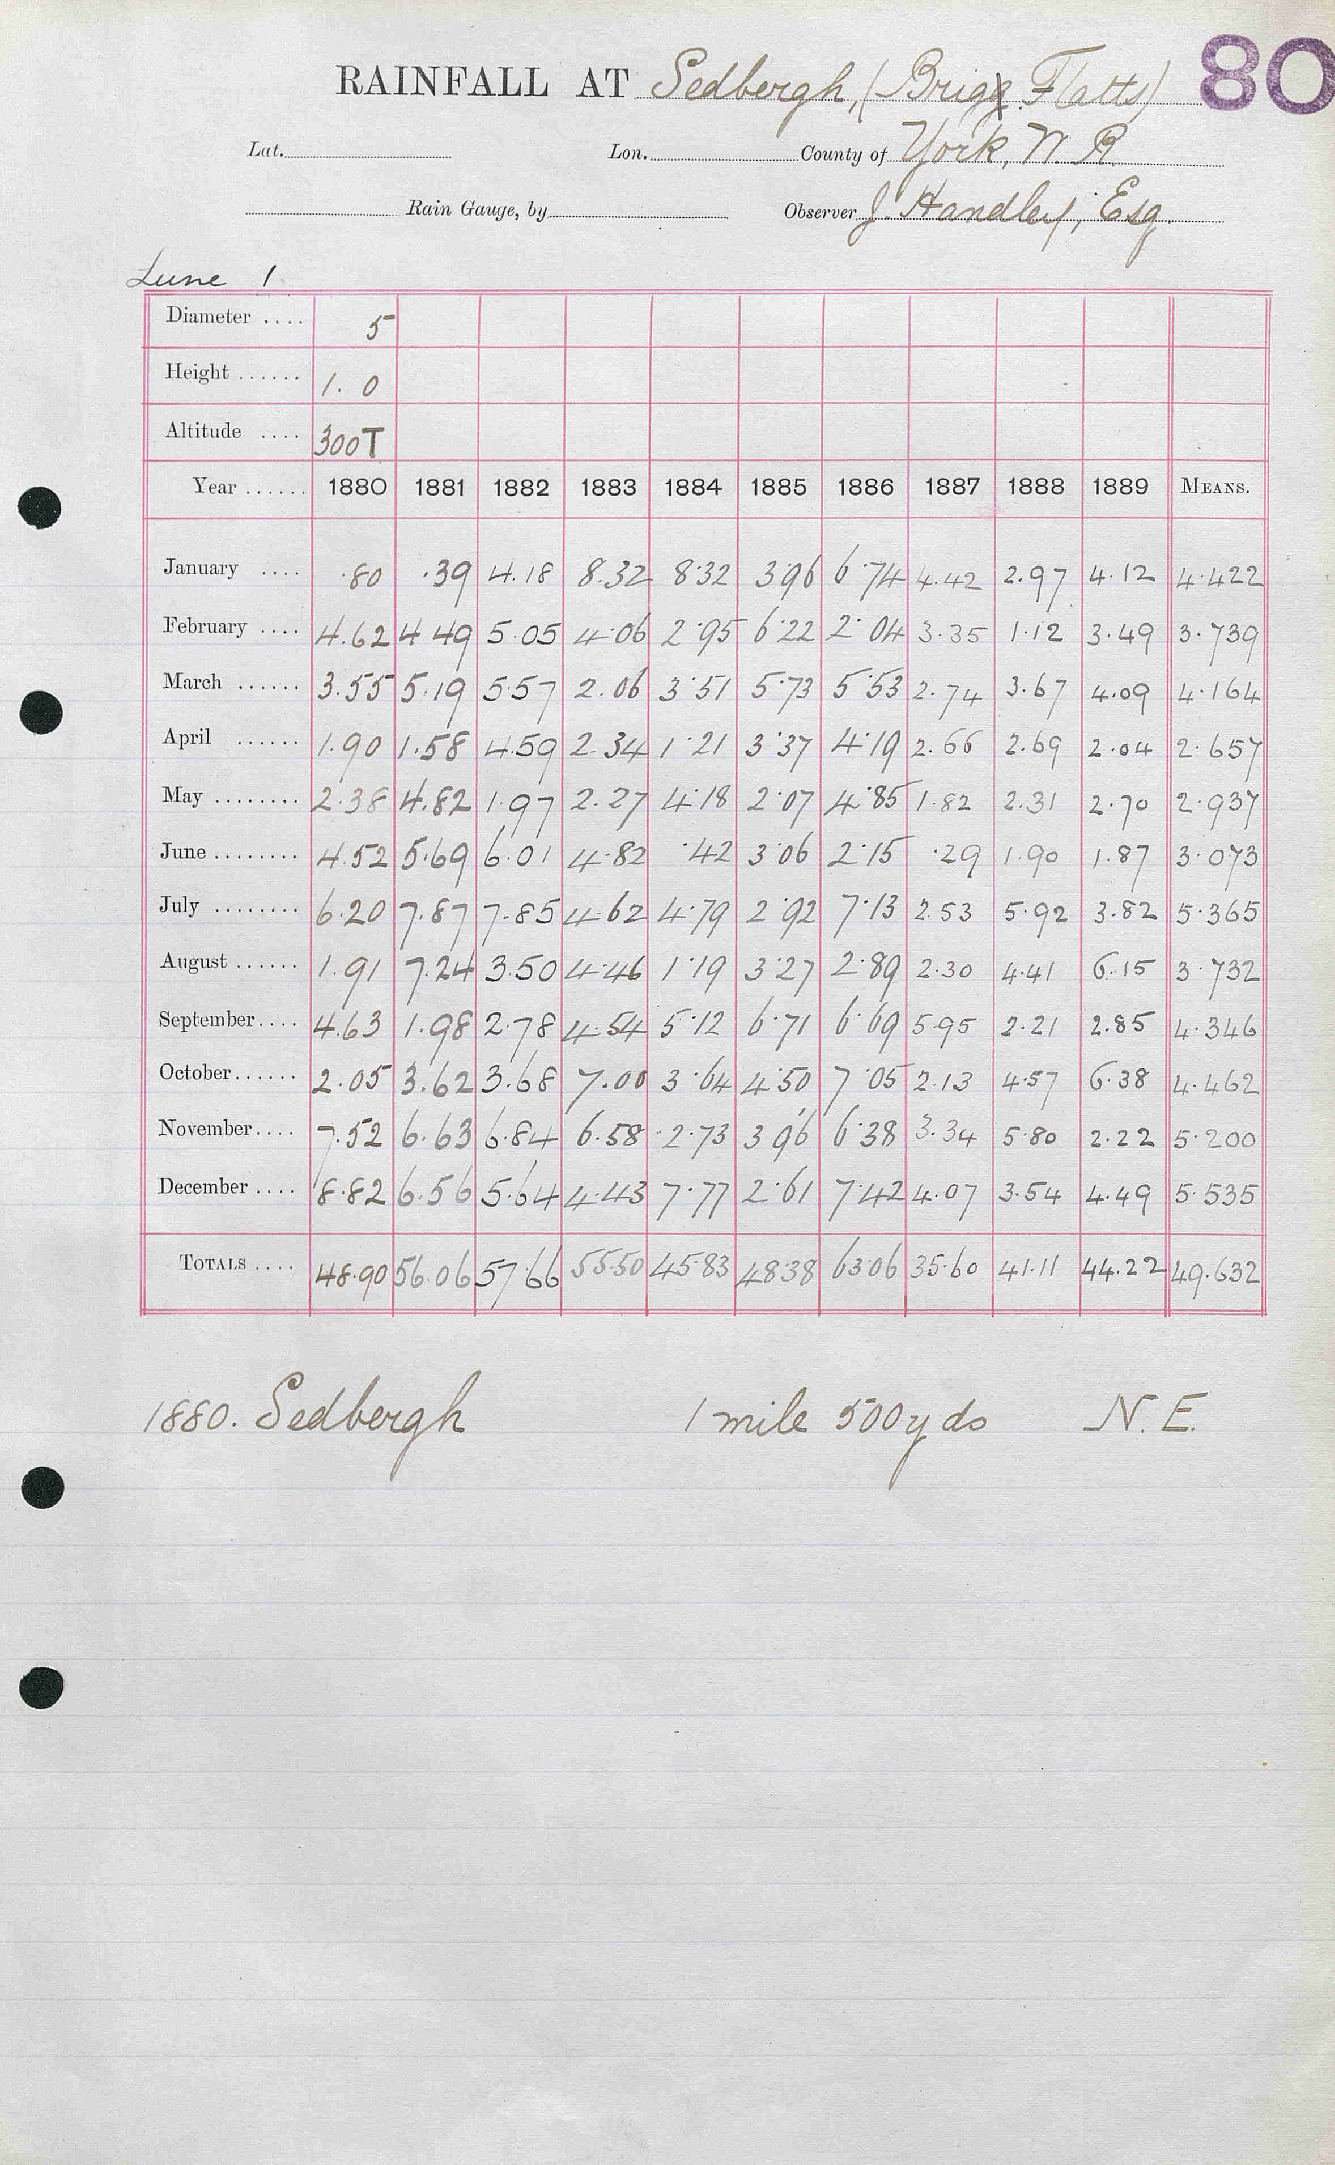 RAINFALL AT Sedbergh, (Brigg Flatts) 80
Lat. Lon. County of York, W. R.
Rain Gauge, by Observer J. Handley, Esq.
Lune 1
Diameter .... 5
Height ...... 1. 0
Altitude .... 300T
Year ...... 1880 1881 1882 1883 1884 1885 1886 1887 1888 1889 MEANS.
January .... .80 .39 4.18 8.32 8.32 3.96 6.74 4.42 2.97 4.12 4.422
February .... 4.62 4.49 5.05 4.06 2.95 6.22 2.04 3.35 1.12 3.49 3.739
March ...... 3.55 5.19 5.57 2.06 3.51 5.73 5.53 2.74 3.67 4.09 4.164
April ...... 1.90 1.58 4.59 2.34 1.21 3.37 4.19 2.66 2.69 2.04 2.657
May ........ 2.38 4.82 1.97 2.27 4.18 2.07 4.85 1.82 2.31 2.70 2.937
June ........ 4.52 5.69 6.01 4.82 .42 3.06 2.15 .29 1.90 1.87 3.073
July ........ 6.20 7.87 7.85 4.62 4.79 2.92 7.13 2.53 5.92 3.82 5.365
August ...... 1.91 7.24 3.50 4.46 1.19 3.27 2.89 2.30 4.41 6.15 3.732
September .... 4.63 1.98 2.78 4.54 5.12 6.71 6.69 5.95 2.21 2.85 4.346
October ...... 2.05 3.62 3.68 7.00 3.64 4.50 7.05 2.13 4.57 6.38 4.462
November .... 7.52 6.63 6.84 6.58 2.73 3.96 6.38 3.34 5.80 2.22 5.200
December .... 8.82 6.56 5.64 4.43 7.77 2.61 7.42 4.07 3.54 4.49 5.535
TOTALS .... 48.90 56.06 57.66 55.50 45.83 48.38 63.06 35.60 41.11 44.22 49.632
1880. Sedbergh 1 mile 500 yds N. E.